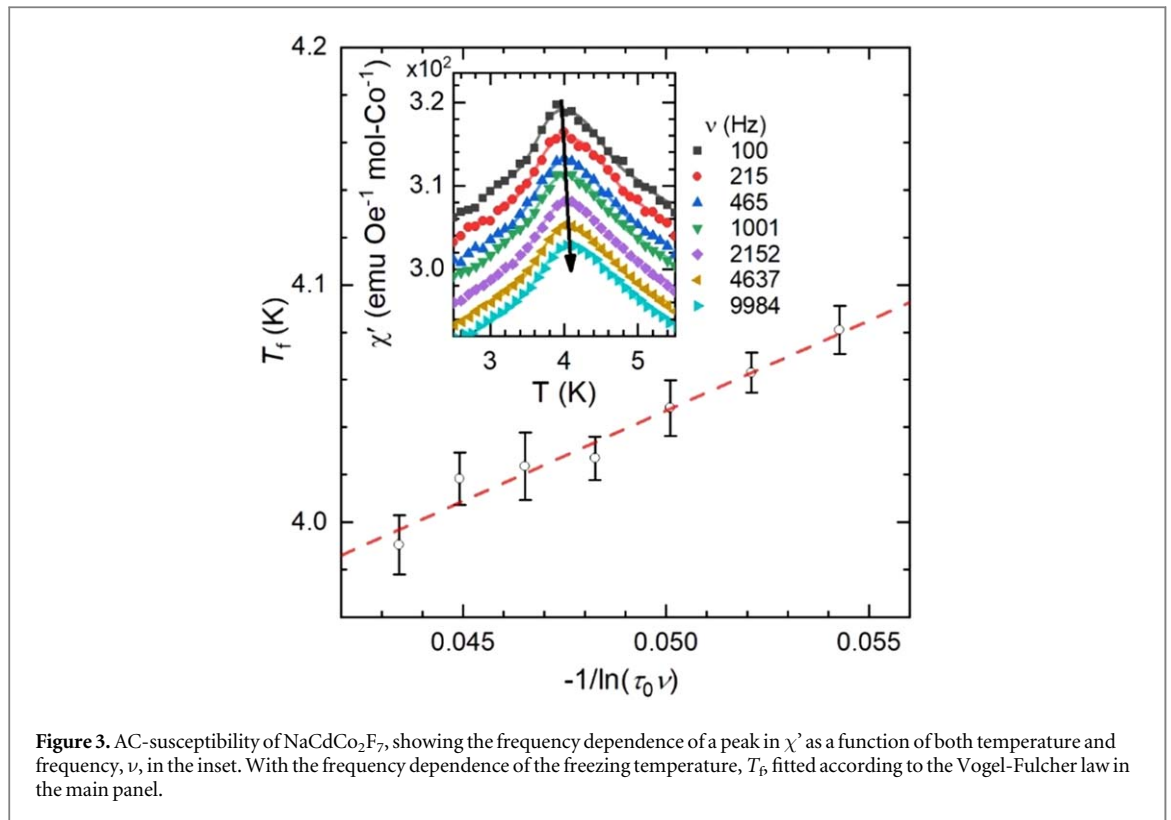 4.2
4.1
4.0
T_f (K)
0.045 0.050 0.055
-1/ln(τ₀ν)
x10²
3.2
3.1
3.0
χ′ (emu Oe⁻¹ mol-Co⁻¹)
3 4 5
T (K)
ν (Hz)
100
215
465
1001
2152
4637
9984
Figure 3. AC-susceptibility of NaCdCo₂F₇, showing the frequency dependence of a peak in χ’ as a function of both temperature and
frequency, ν, in the inset. With the frequency dependence of the freezing temperature, T_f, fitted according to the Vogel-Fulcher law in
the main panel.